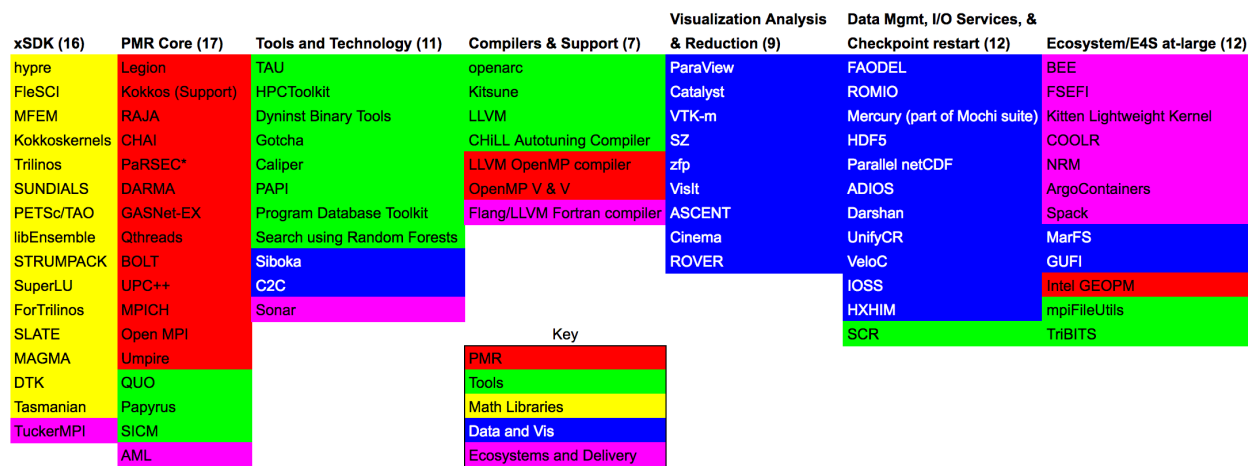 xSDK (16)
hypre
FleSCI
MFEM
Kokkoskernels
Trilinos
SUNDIALS
PETSc/TAO
libEnsemble
STRUMPACK
SuperLU
ForTrilinos
SLATE
MAGMA
DTK
Tasmanian
TuckerMPI
PMR Core (17)
Legion
Kokkos (Support)
RAJA
CHAI
PaRSEC*
DARMA
GASNet-EX
Qthreads
BOLT
UPC++
MPICH
Open MPI
Umpire
QUO
Papyrus
SICM
AML
Tools and Technology (11)
TAU
HPCToolkit
Dyninst Binary Tools
Gotcha
Caliper
PAPI
Program Database Toolkit
Search using Random Forests
Siboka
C2C
Sonar
Compilers & Support (7)
openarc
Kitsune
LLVM
CHiLL Autotuning Compiler
LLVM OpenMP compiler
OpenMP V & V
Flang/LLVM Fortran compiler
Key
PMR
Tools
Math Libraries
Data and Vis
Ecosystems and Delivery
Visualization Analysis
& Reduction (9)
ParaView
Catalyst
VTK-m
SZ
zfp
VisIt
ASCENT
Cinema
ROVER
Data Mgmt, I/O Services, &
Checkpoint restart (12)
FAODEL
ROMIO
Mercury (part of Mochi suite)
HDF5
Parallel netCDF
ADIOS
Darshan
UnifyCR
VeloC
IOSS
HXHIM
SCR
Ecosystem/E4S at-large (12)
BEE
FSEFI
Kitten Lightweight Kernel
COOLR
NRM
ArgoContainers
Spack
MarFS
GUFI
Intel GEOPM
mpiFileUtils
TriBITS